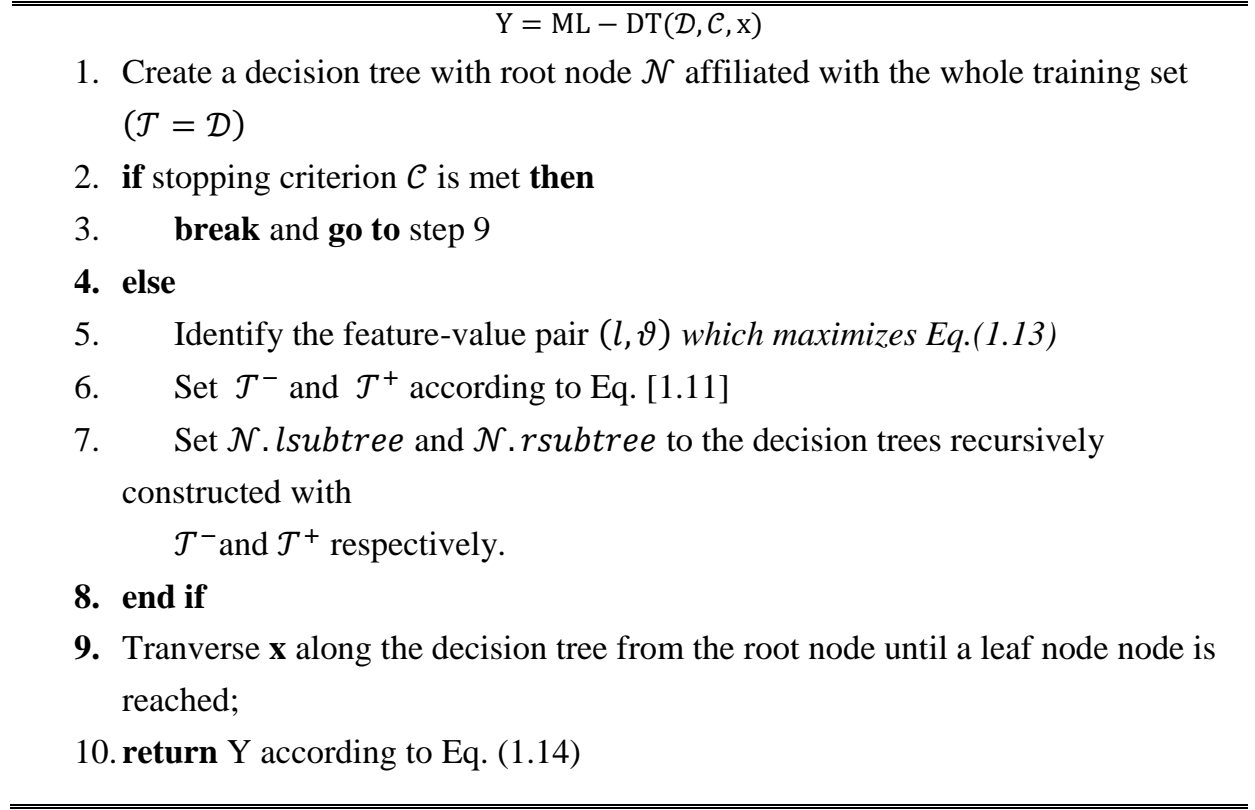 Y = ML − DT(𝒟, 𝒞, x)
1. Create a decision tree with root node 𝒩 affiliated with the whole training set
(𝒯 = 𝒟)
2. if stopping criterion 𝒞 is met then
3. break and go to step 9
4. else
5. Identify the feature-value pair (l, ϑ) which maximizes Eq.(1.13)
6. Set 𝒯⁻ and 𝒯⁺ according to Eq. [1.11]
7. Set 𝒩.lsubtree and 𝒩.rsubtree to the decision trees recursively
constructed with
𝒯⁻and 𝒯⁺ respectively.
8. end if
9. Tranverse x along the decision tree from the root node until a leaf node node is
reached;
10. return Y according to Eq. (1.14)